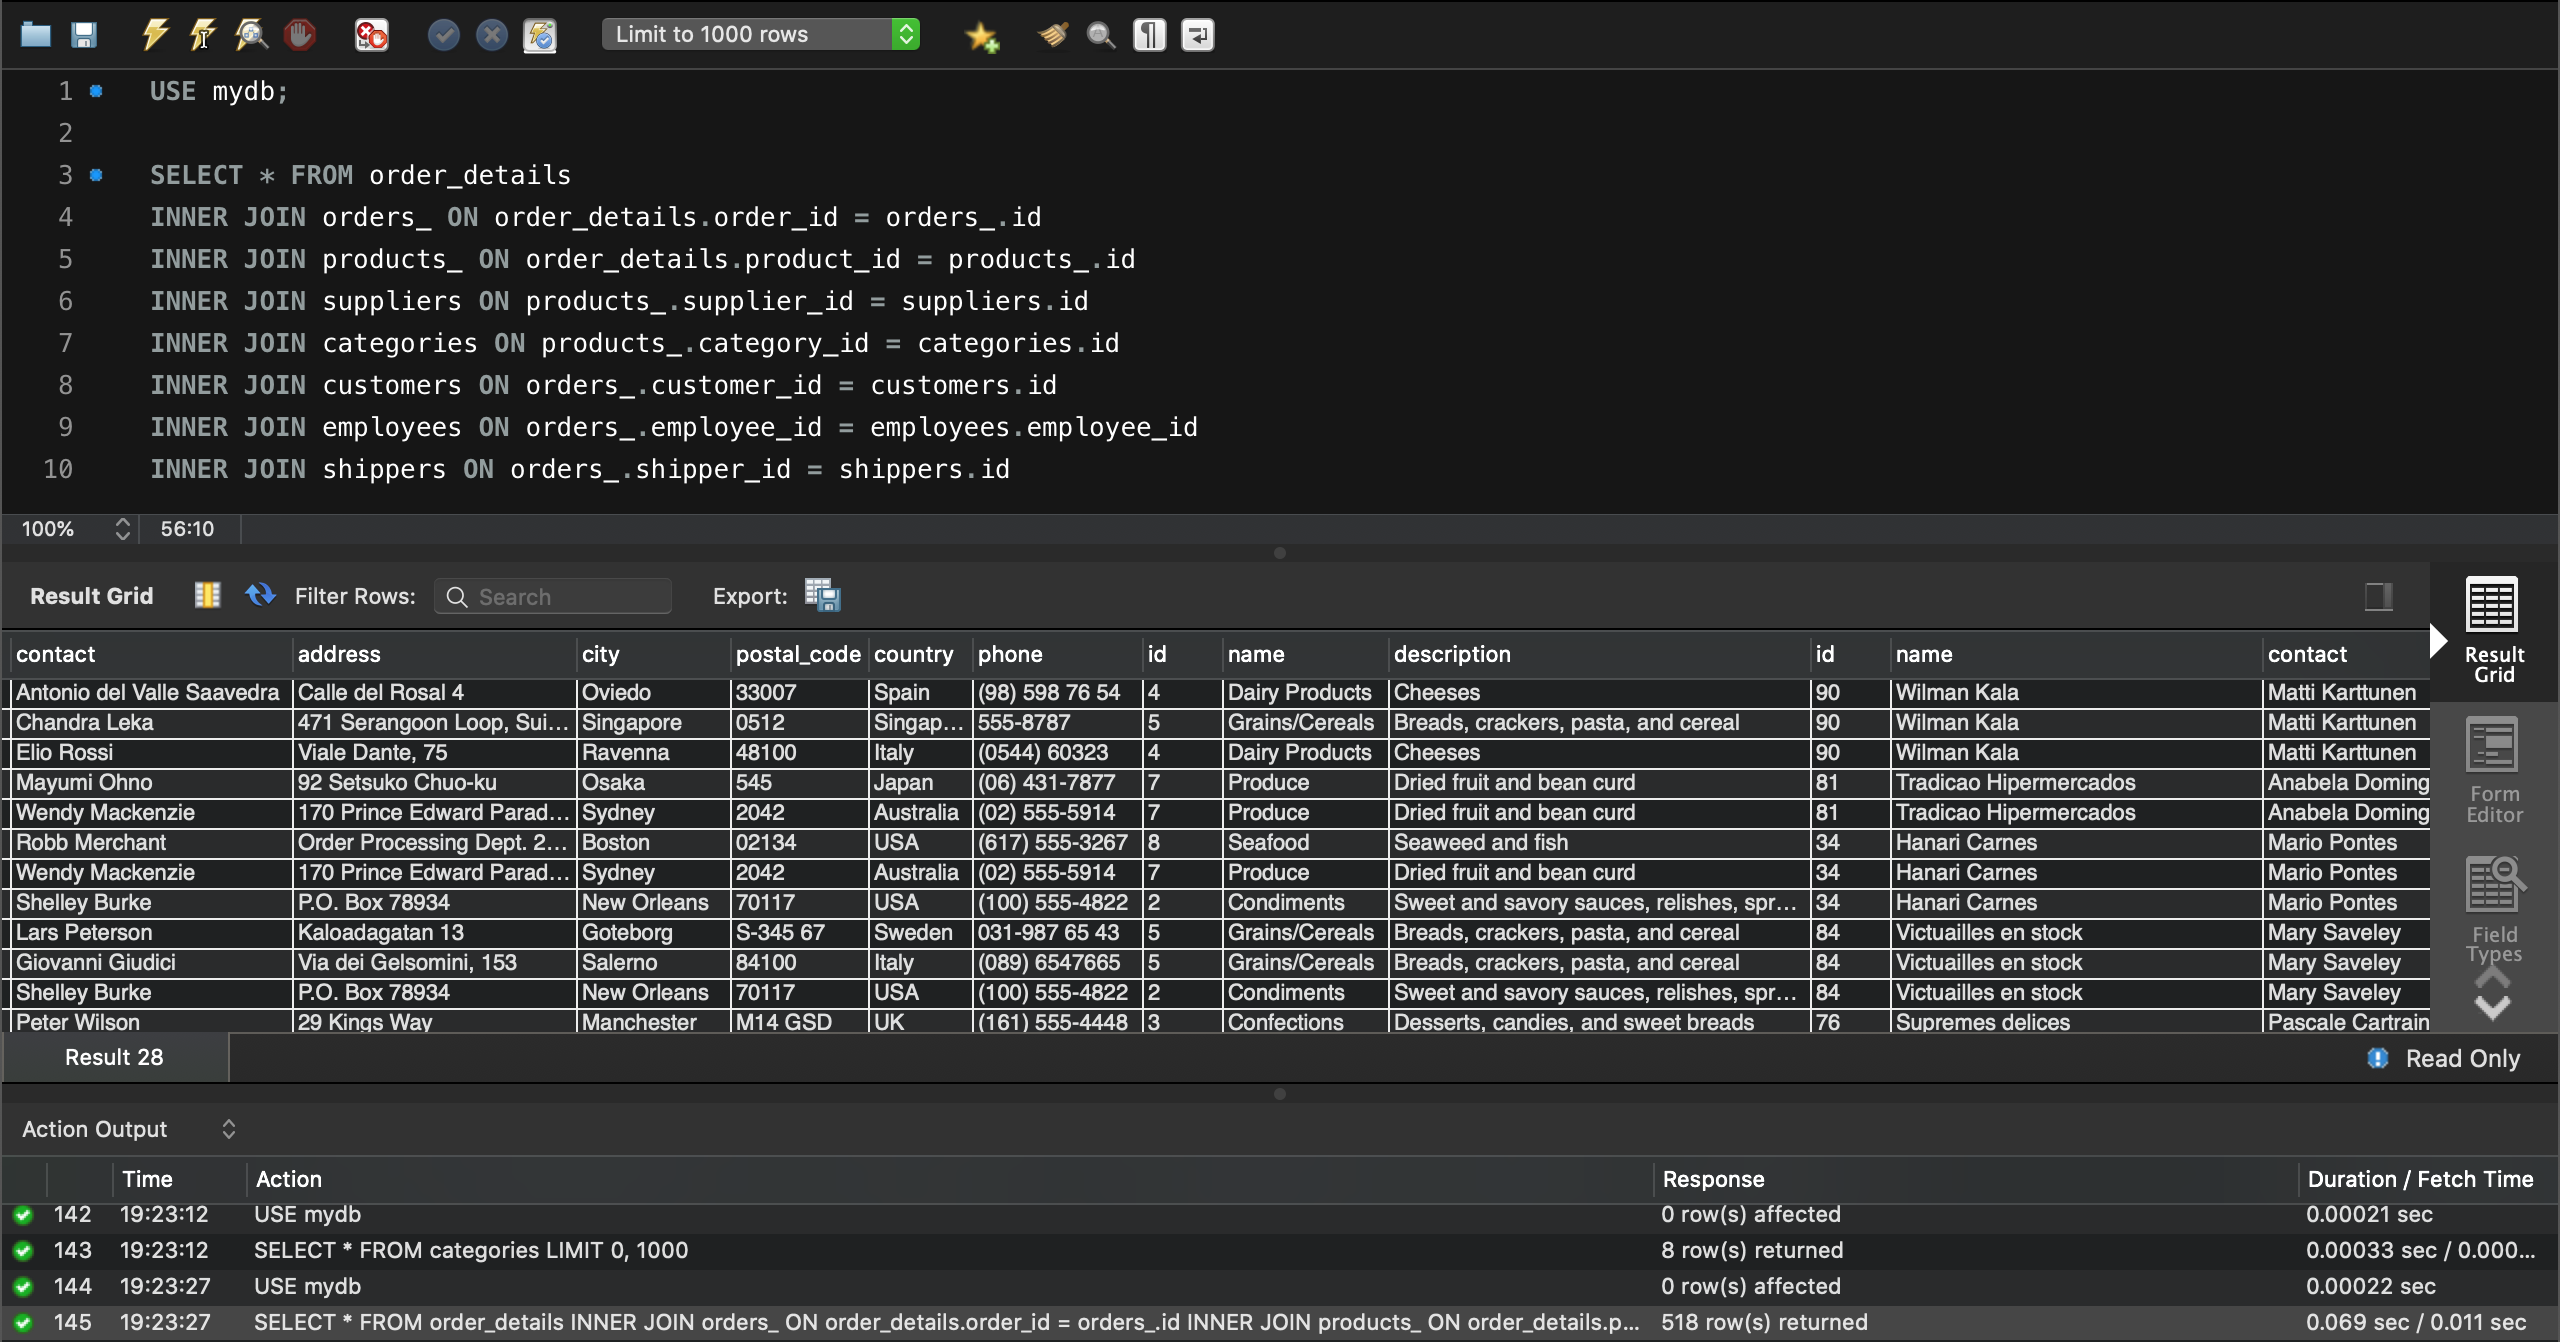 Limit to 1000 rows
1 USE mydb;
2
3 SELECT * FROM order_details
4 INNER JOIN orders_ ON order_details.order_id = orders_.id
5 INNER JOIN products_ ON order_details.product_id = products_.id
6 INNER JOIN suppliers ON products_.supplier_id = suppliers.id
7 INNER JOIN categories ON products_.category_id = categories.id
8 INNER JOIN customers ON orders_.customer_id = customers.id
9 INNER JOIN employees ON orders_.employee_id = employees.employee_id
10 INNER JOIN shippers ON orders_.shipper_id = shippers.id
100% 56:10
Result Grid Filter Rows: Search Export:
contact address city postal_code country phone id name description id name contact
Antonio del Valle Saavedra Calle del Rosal 4 Oviedo 33007 Spain (98) 598 76 54 4 Dairy Products Cheeses 90 Wilman Kala Matti Karttunen
Chandra Leka 471 Serangoon Loop, Sui... Singapore 0512 Singap... 555-8787 5 Grains/Cereals Breads, crackers, pasta, and cereal 90 Wilman Kala Matti Karttunen
Elio Rossi Viale Dante, 75 Ravenna 48100 Italy (0544) 60323 4 Dairy Products Cheeses 90 Wilman Kala Matti Karttunen
Mayumi Ohno 92 Setsuko Chuo-ku Osaka 545 Japan (06) 431-7877 7 Produce Dried fruit and bean curd 81 Tradicao Hipermercados Anabela Doming
Wendy Mackenzie 170 Prince Edward Parad... Sydney 2042 Australia (02) 555-5914 7 Produce Dried fruit and bean curd 81 Tradicao Hipermercados Anabela Doming
Robb Merchant Order Processing Dept. 2... Boston 02134 USA (617) 555-3267 8 Seafood Seaweed and fish 34 Hanari Carnes Mario Pontes
Wendy Mackenzie 170 Prince Edward Parad... Sydney 2042 Australia (02) 555-5914 7 Produce Dried fruit and bean curd 34 Hanari Carnes Mario Pontes
Shelley Burke P.O. Box 78934 New Orleans 70117 USA (100) 555-4822 2 Condiments Sweet and savory sauces, relishes, spr... 34 Hanari Carnes Mario Pontes
Lars Peterson Kaloadagatan 13 Goteborg S-345 67 Sweden 031-987 65 43 5 Grains/Cereals Breads, crackers, pasta, and cereal 84 Victuailles en stock Mary Saveley
Giovanni Giudici Via dei Gelsomini, 153 Salerno 84100 Italy (089) 6547665 5 Grains/Cereals Breads, crackers, pasta, and cereal 84 Victuailles en stock Mary Saveley
Shelley Burke P.O. Box 78934 New Orleans 70117 USA (100) 555-4822 2 Condiments Sweet and savory sauces, relishes, spr... 84 Victuailles en stock Mary Saveley
Peter Wilson 29 Kings Way Manchester M14 GSD UK (161) 555-4448 3 Confections Desserts, candies, and sweet breads 76 Supremes delices Pascale Cartrain
Result
Grid
Form
Editor
Field
Types
Result 28 Read Only
Action Output
Time Action Response Duration / Fetch Time
142 19:23:12 USE mydb 0 row(s) affected 0.00021 sec
143 19:23:12 SELECT * FROM categories LIMIT 0, 1000 8 row(s) returned 0.00033 sec / 0.000...
144 19:23:27 USE mydb 0 row(s) affected 0.00022 sec
145 19:23:27 SELECT * FROM order_details INNER JOIN orders_ ON order_details.order_id = orders_.id INNER JOIN products_ ON order_details.p... 518 row(s) returned 0.069 sec / 0.011 sec